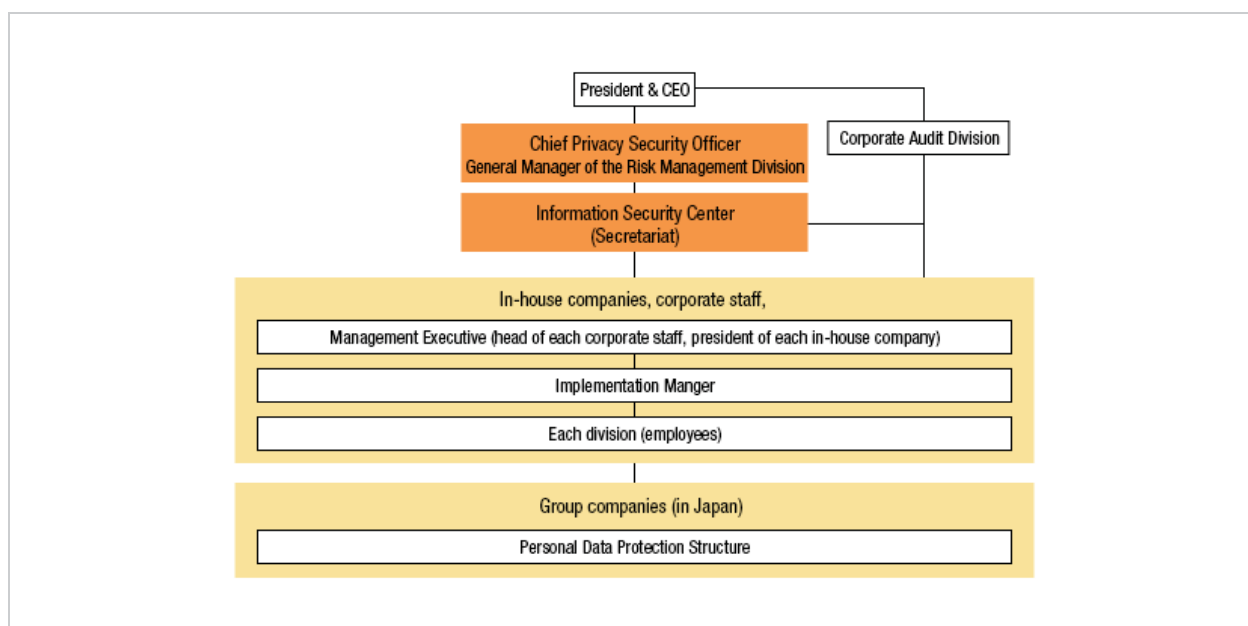 President & CEO
Chief Privacy Security Officer
General Manager of the Risk Management Division
Corporate Audit Division
Information Security Center
(Secretariat)
In-house companies, corporate staff,
Management Executive (head of each corporate staff, president of each in-house company)
Implementation Manger
Each division (employees)
Group companies (in Japan)
Personal Data Protection Structure